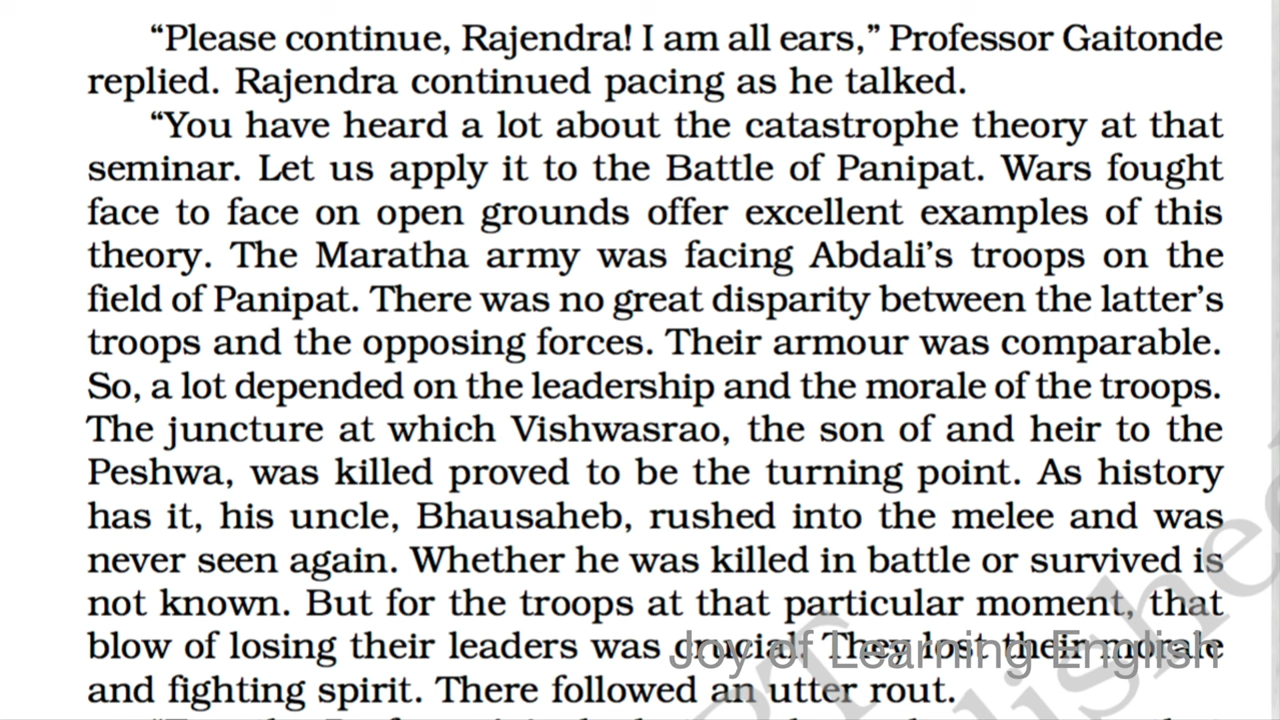 “Please continue, Rajendra! I am all ears,” Professor Gaitonde
replied. Rajendra continued pacing as he talked.
“You have heard a lot about the catastrophe theory at that
seminar. Let us apply it to the Battle of Panipat. Wars fought
face to face on open grounds offer excellent examples of this
theory. The Maratha army was facing Abdali’s troops on the
field of Panipat. There was no great disparity between the latter’s
troops and the opposing forces. Their armour was comparable.
So, a lot depended on the leadership and the morale of the troops.
The juncture at which Vishwasrao, the son of and heir to the
Peshwa, was killed proved to be the turning point. As history
has it, his uncle, Bhausaheb, rushed into the melee and was
never seen again. Whether he was killed in battle or survived is
not known. But for the troops at that particular moment, that
blow of losing their leaders was crucial. They lost their morale
Joy of Learning English
and fighting spirit. There followed an utter rout.